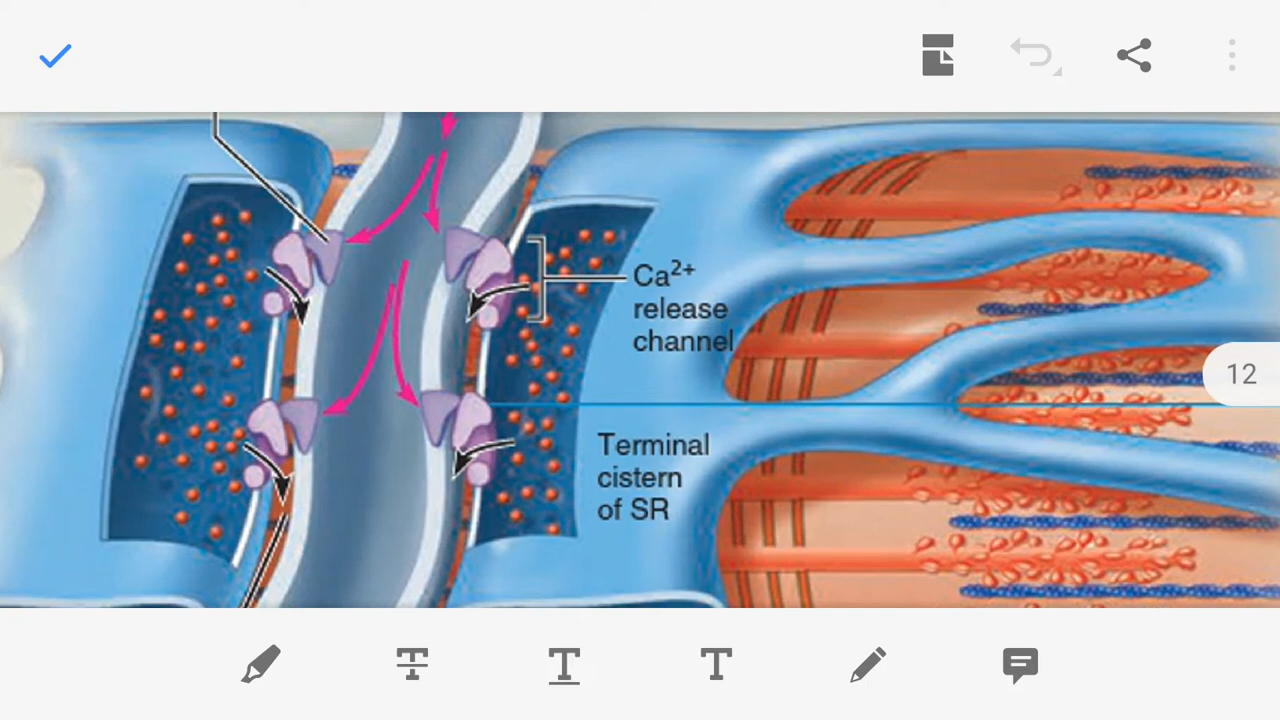 Ca²⁺
release
channel
12
Terminal
cistern
of SR